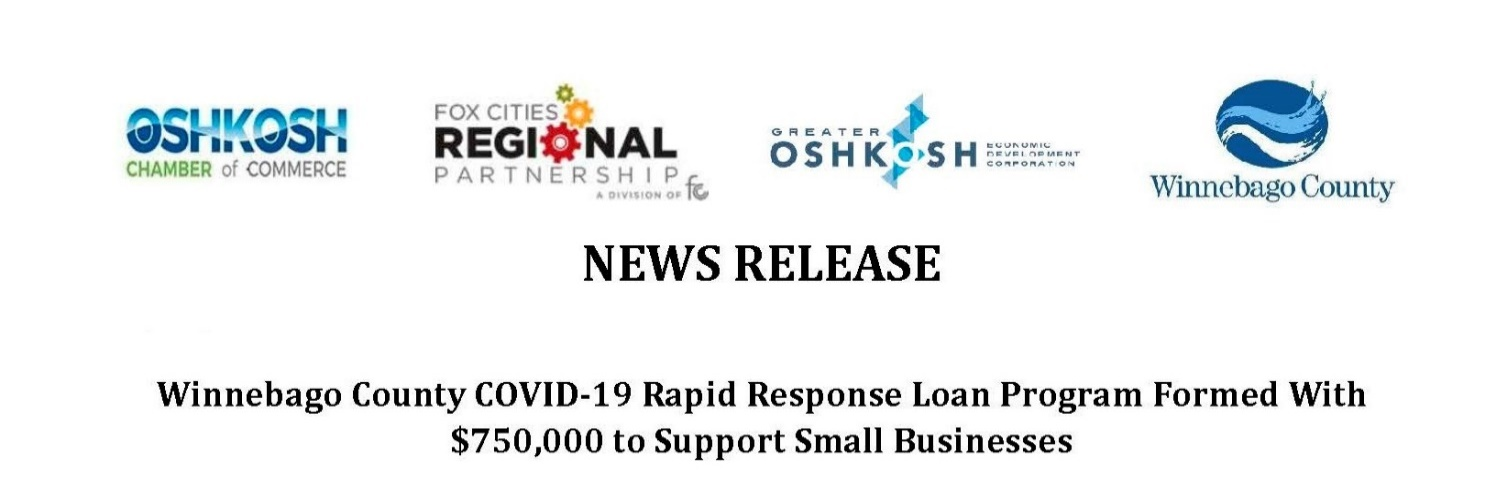 OSHKOSH
CHAMBER of COMMERCE
FOX CITIES
REGIONAL
PARTNERSHIP
A DIVISION OF fc
GREATER
OSHKOSH
ECONOMIC
DEVELOPMENT
CORPORATION
Winnebago County
NEWS RELEASE
Winnebago County COVID-19 Rapid Response Loan Program Formed With
$750,000 to Support Small Businesses